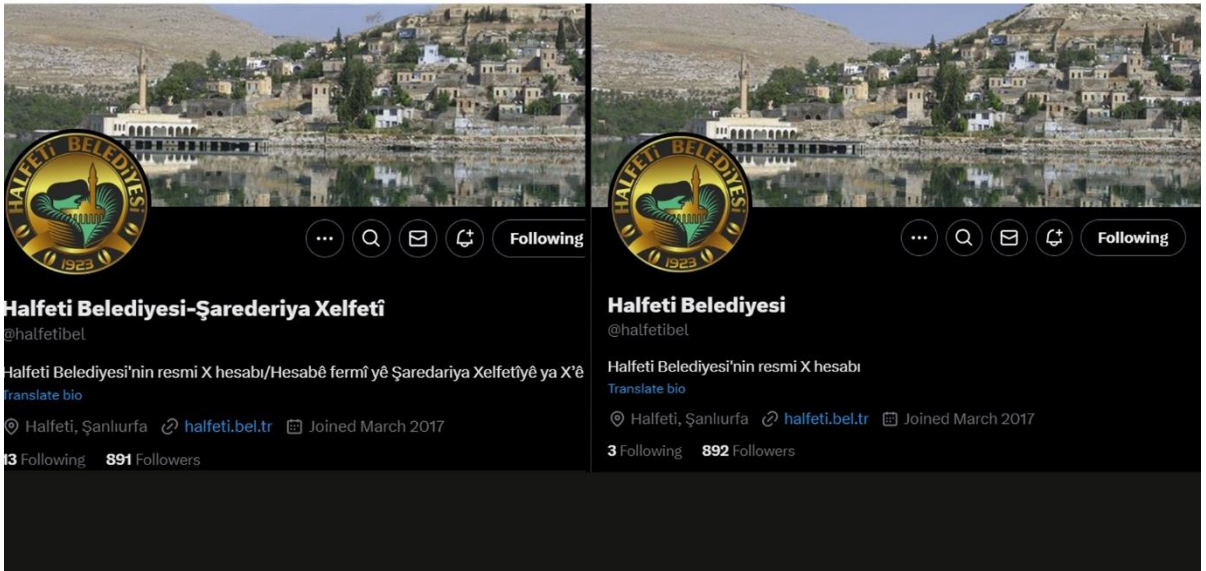 HALFETİ BELEDİYESİ
1923
Following
Halfeti Belediyesi-Şarederiya Xelfetî
@halfetibel
Halfeti Belediyesi'nin resmi X hesabı/Hesabê fermî yê Şaredariya Xelfetîyê ya X'ê
Translate bio
Halfeti, Şanlıurfa halfeti.bel.tr Joined March 2017
13 Following 891 Followers
HALFETİ BELEDİYESİ
1923
Following
Halfeti Belediyesi
@halfetibel
Halfeti Belediyesi'nin resmi X hesabı
Translate bio
Halfeti, Şanlıurfa halfeti.bel.tr Joined March 2017
3 Following 892 Followers